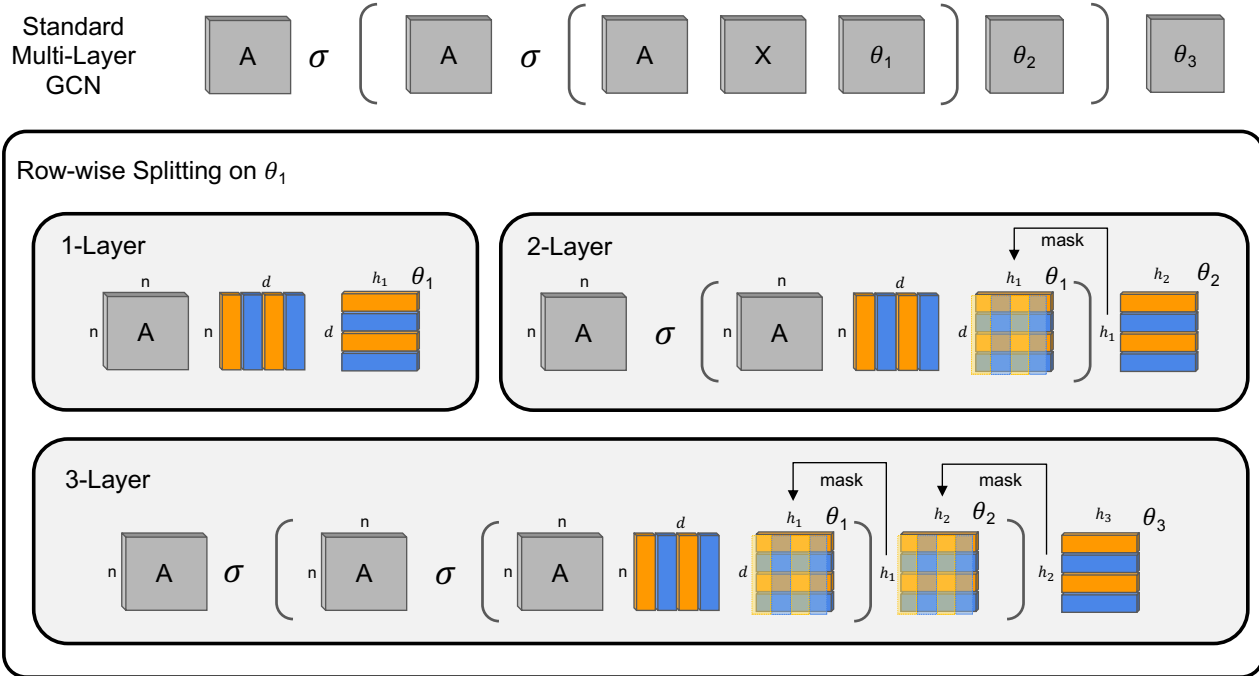 Standard
Multi-Layer
GCN
A σ ( A σ ( A X θ₁ ) θ₂ ) θ₃
Row-wise Splitting on θ₁
1-Layer
n d h₁ θ₁
n A n d
2-Layer
mask
n n d h₁ θ₁ h₂ θ₂
n A σ ( n A n d ) h₁
3-Layer
mask mask
n n d h₁ θ₁ h₂ θ₂ h₃ θ₃
n A σ ( n A σ ( n A n d ) h₁ ) h₂